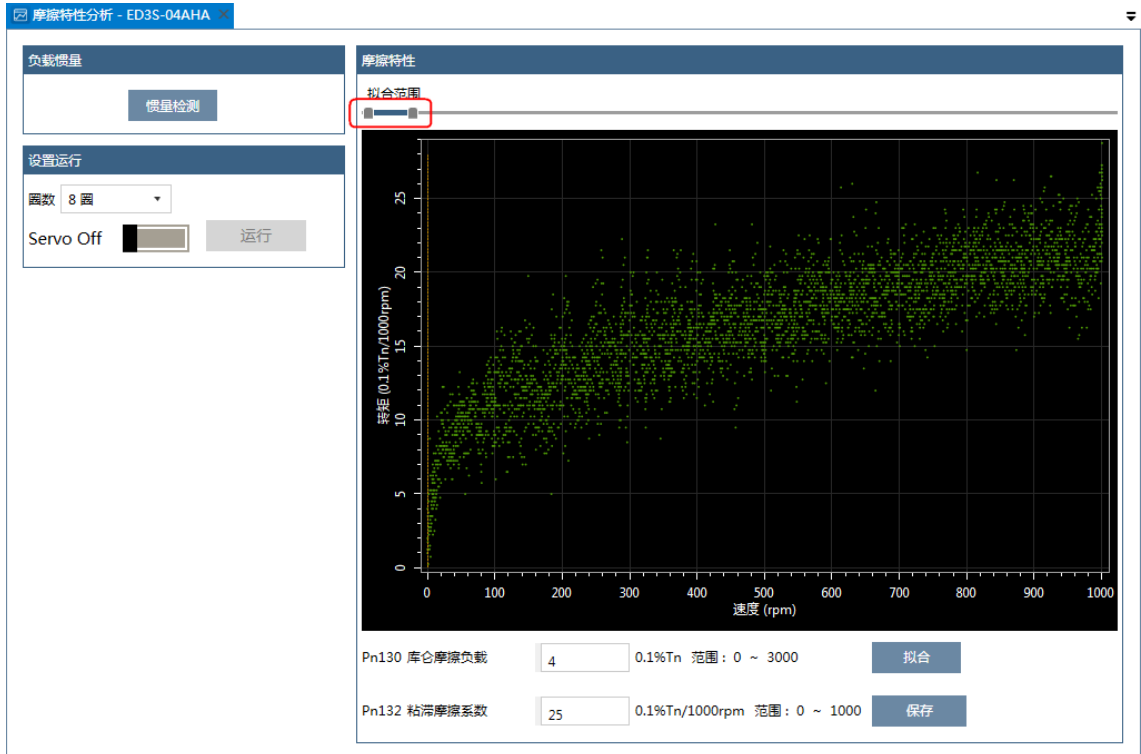 摩擦特性分析 - ED3S-04AHA
负载惯量
惯量检测
设置运行
圈数 8 圈
Servo Off 运行
摩擦特性
拟合范围
转矩 (0.1%Tn/1000rpm)
25
20
15
10
5
0
0 100 200 300 400 500 600 700 800 900 1000
速度 (rpm)
Pn130 库仑摩擦负载 4 0.1%Tn 范围: 0 ~ 3000 拟合
Pn132 粘滞摩擦系数 25 0.1%Tn/1000rpm 范围: 0 ~ 1000 保存